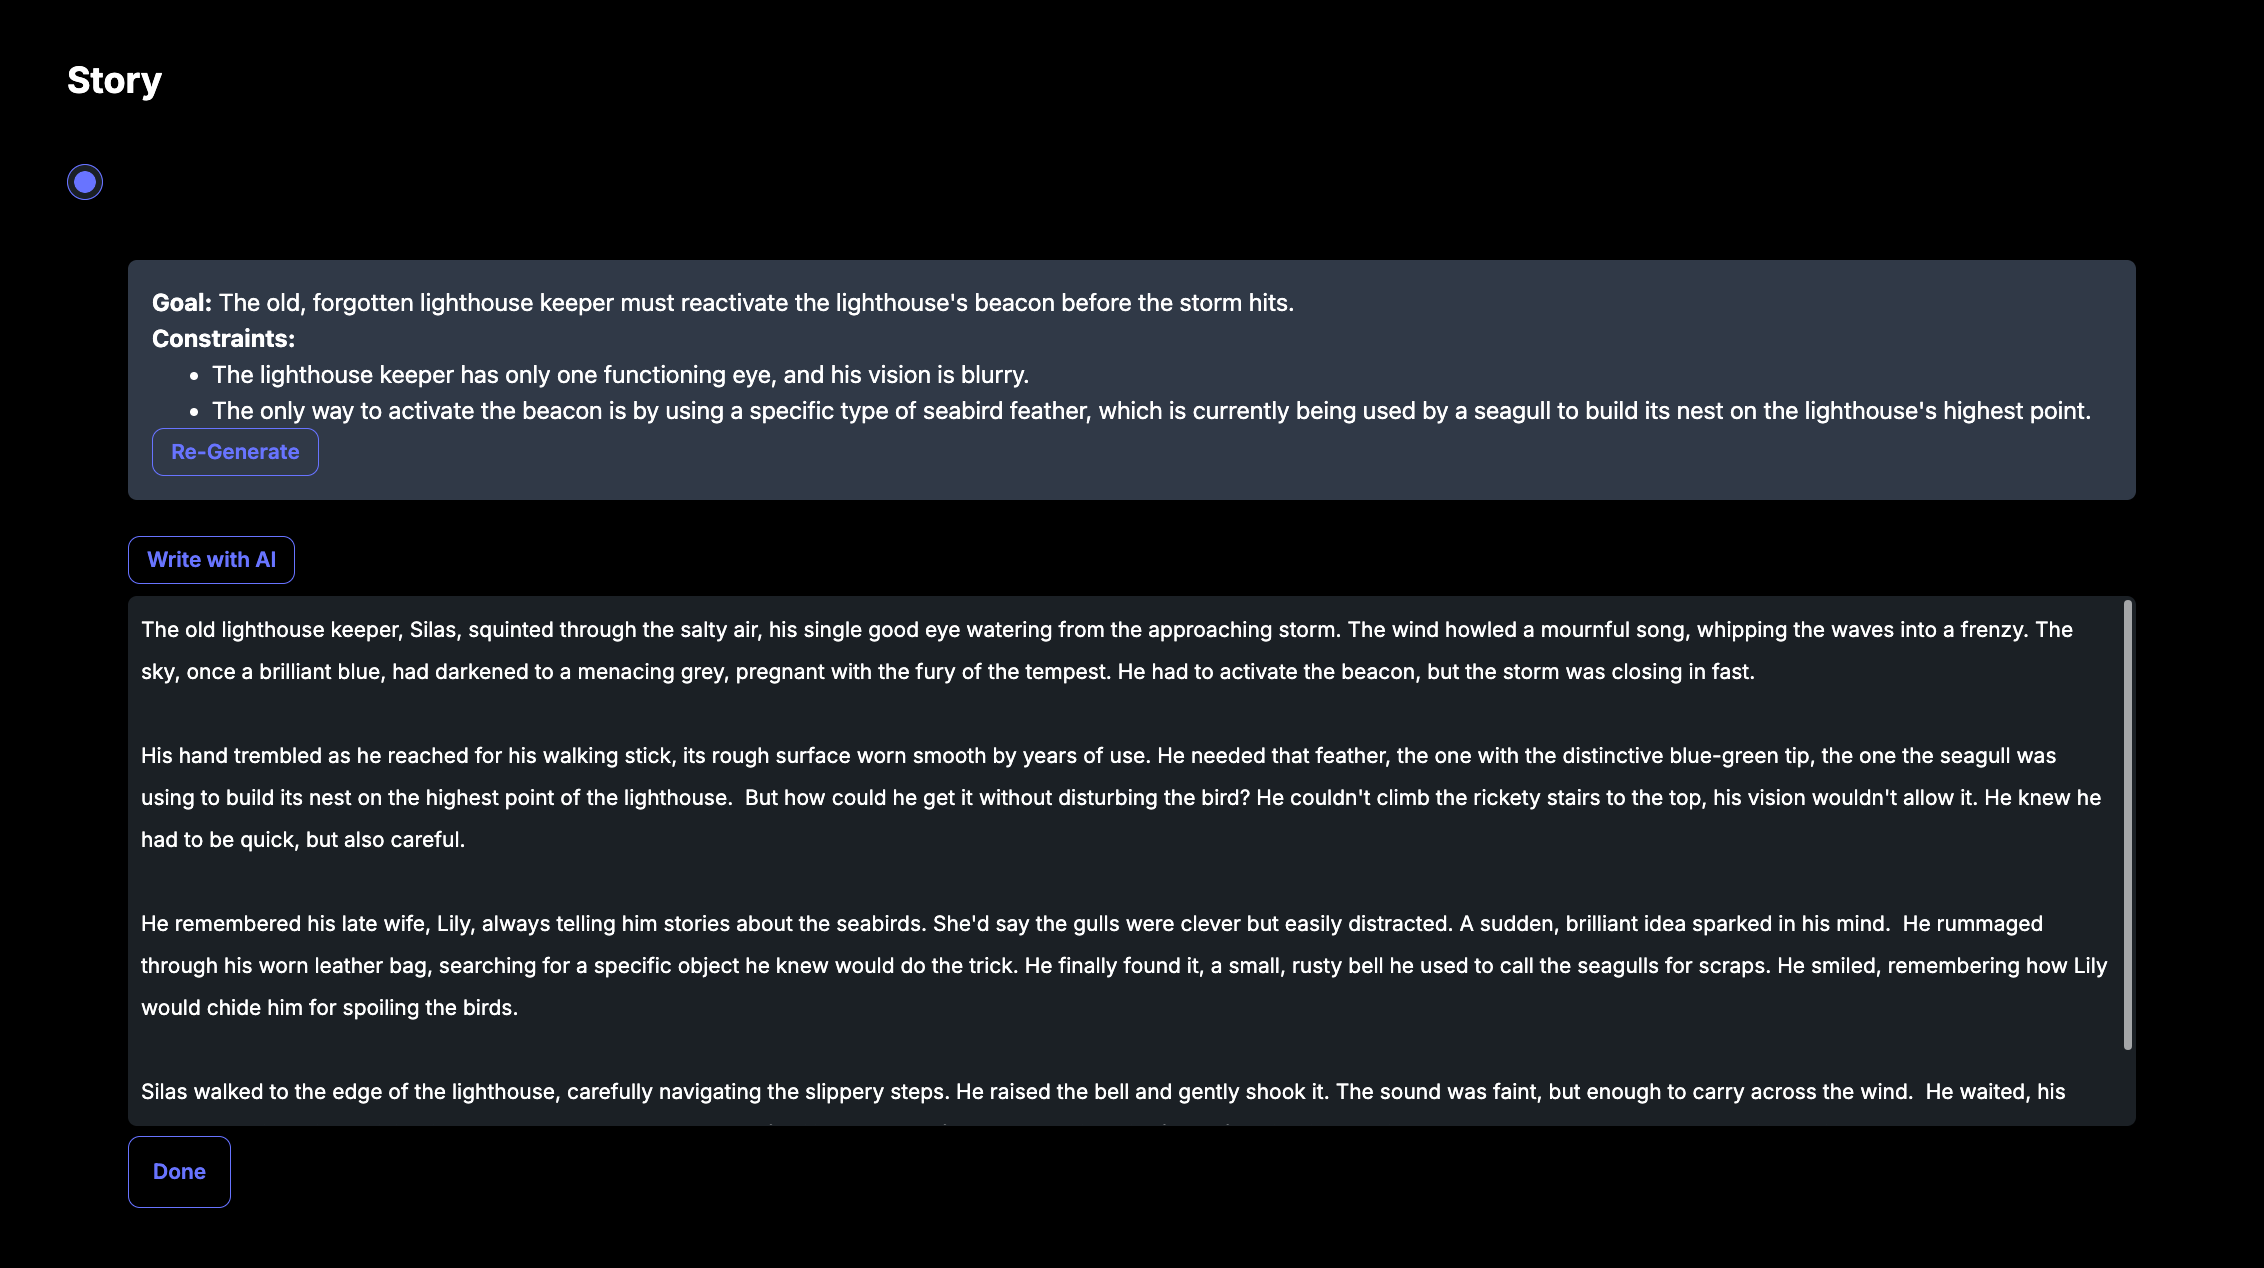 Story
Goal: The old, forgotten lighthouse keeper must reactivate the lighthouse's beacon before the storm hits.
Constraints:
• The lighthouse keeper has only one functioning eye, and his vision is blurry.
• The only way to activate the beacon is by using a specific type of seabird feather, which is currently being used by a seagull to build its nest on the lighthouse's highest point.
Re-Generate
Write with AI
The old lighthouse keeper, Silas, squinted through the salty air, his single good eye watering from the approaching storm. The wind howled a mournful song, whipping the waves into a frenzy. The
sky, once a brilliant blue, had darkened to a menacing grey, pregnant with the fury of the tempest. He had to activate the beacon, but the storm was closing in fast.
His hand trembled as he reached for his walking stick, its rough surface worn smooth by years of use. He needed that feather, the one with the distinctive blue-green tip, the one the seagull was
using to build its nest on the highest point of the lighthouse.  But how could he get it without disturbing the bird? He couldn't climb the rickety stairs to the top, his vision wouldn't allow it. He knew he
had to be quick, but also careful.
He remembered his late wife, Lily, always telling him stories about the seabirds. She'd say the gulls were clever but easily distracted. A sudden, brilliant idea sparked in his mind.  He rummaged
through his worn leather bag, searching for a specific object he knew would do the trick. He finally found it, a small, rusty bell he used to call the seagulls for scraps. He smiled, remembering how Lily
would chide him for spoiling the birds.
Silas walked to the edge of the lighthouse, carefully navigating the slippery steps. He raised the bell and gently shook it. The sound was faint, but enough to carry across the wind.  He waited, his
Done